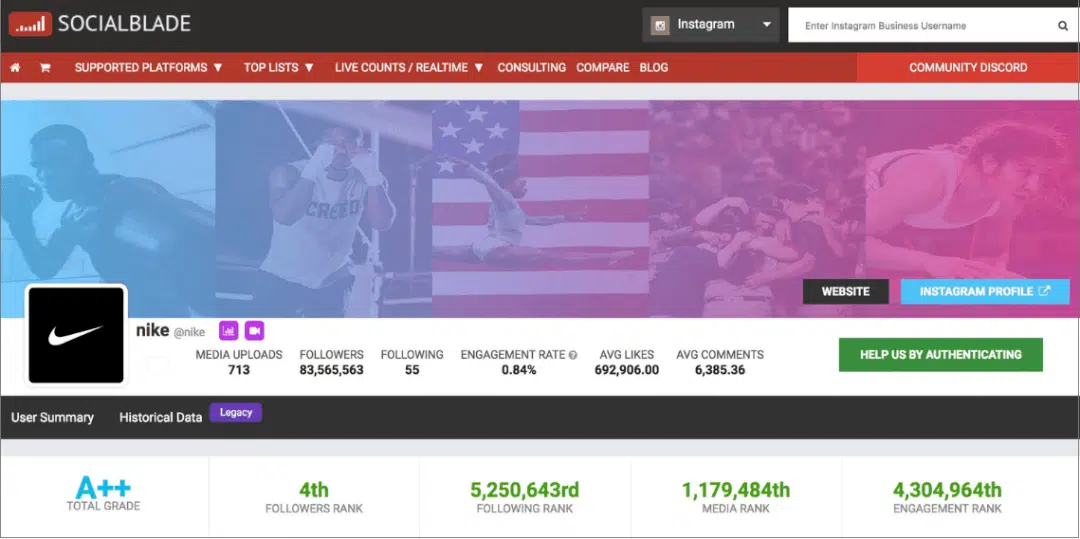 SOCIALBLADE
Instagram
Enter Instagram Business Username
SUPPORTED PLATFORMS ▼ TOP LISTS ▼ LIVE COUNTS / REALTIME ▼ CONSULTING COMPARE BLOG COMMUNITY DISCORD
CREED
WEBSITE INSTAGRAM PROFILE
nike @nike
MEDIA UPLOADS FOLLOWERS FOLLOWING ENGAGEMENT RATE AVG LIKES AVG COMMENTS
713 83,565,563 55 0.84% 692,906.00 6,385.36
HELP US BY AUTHENTICATING
User Summary Historical Data Legacy
A++ 4th 5,250,643rd 1,179,484th 4,304,964th
TOTAL GRADE FOLLOWERS RANK FOLLOWING RANK MEDIA RANK ENGAGEMENT RANK